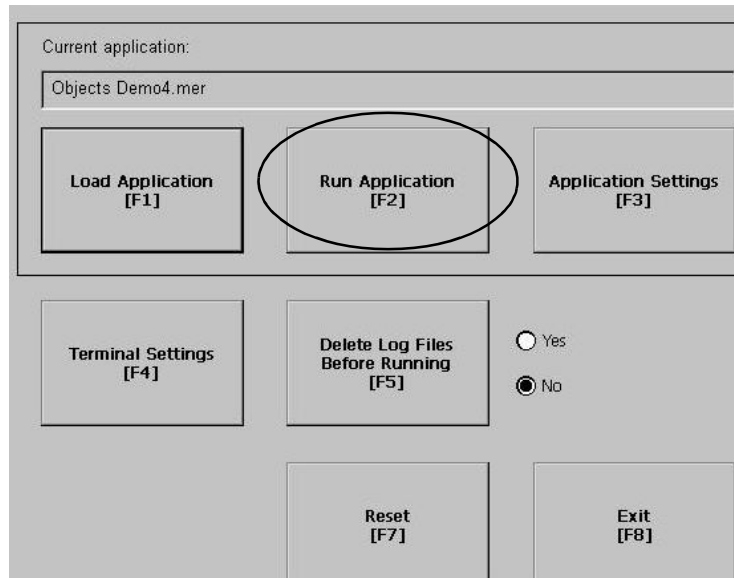 Current application:
Objects Demo4.mer
Load Application
[F1]
Run Application
[F2]
Application Settings
[F3]
Terminal Settings
[F4]
Delete Log Files
Before Running
[F5]
Yes
No
Reset
[F7]
Exit
[F8]